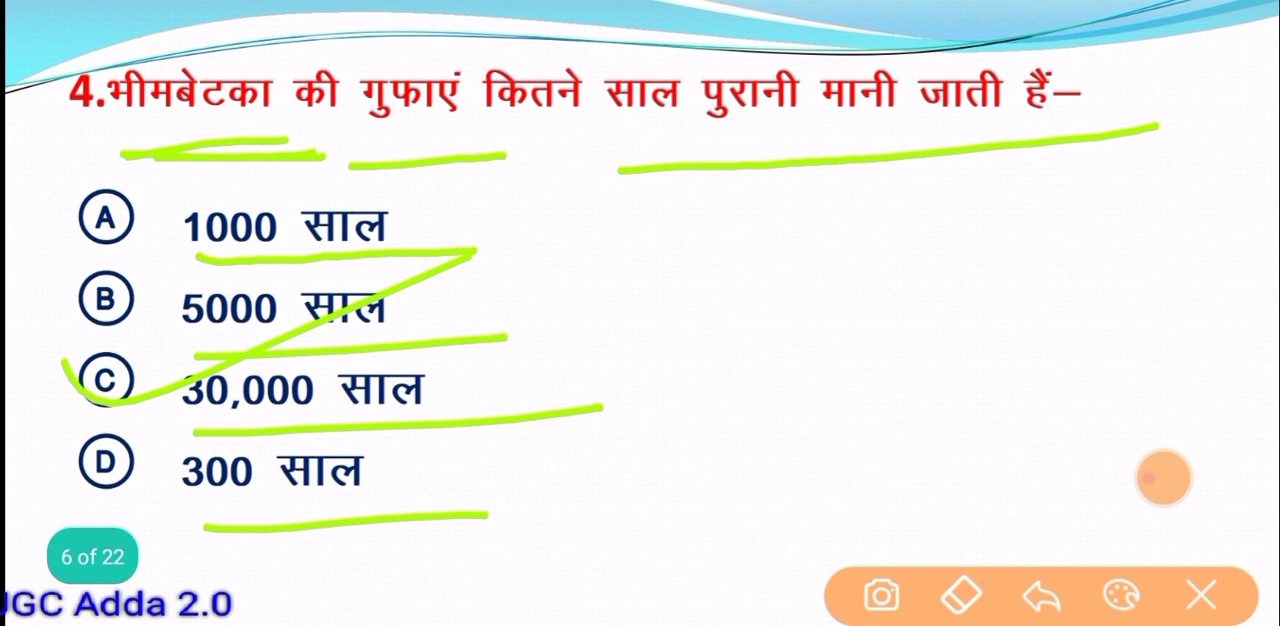 4.भीमबेटका की गुफाएं कितने साल पुरानी मानी जाती हैं–
A 1000 साल
B 5000 साल
C 30,000 साल
D 300 साल
6 of 22
JGC Adda 2.0